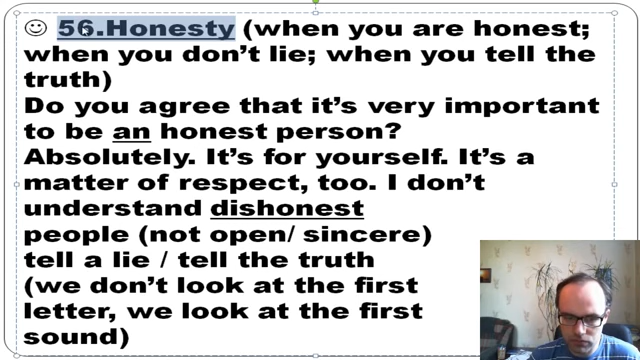 ☺ 56.Honesty (when you are honest;
when you don't lie; when you tell the
truth)
Do you agree that it's very important
to be an honest person?
Absolutely. It's for yourself. It's a
matter of respect, too. I don't
understand dishonest
people (not open/ sincere)
tell a lie / tell the truth
(we don't look at the first
letter, we look at the first
sound)